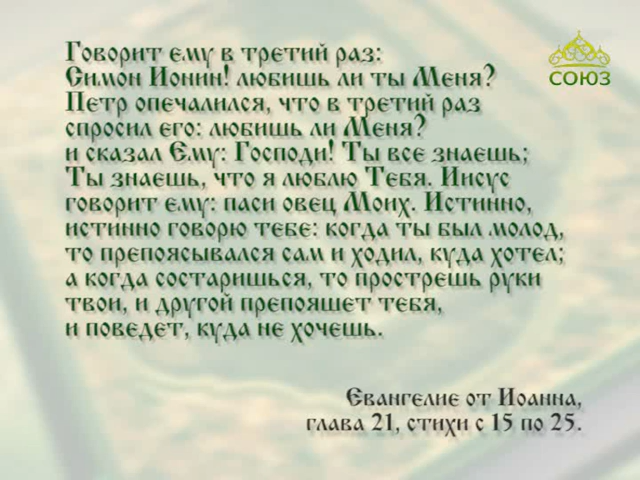 Говорит ему в третий раз:
Симон Ионин! любишь ли ты Меня?
Петр опечалился, что в третий раз
спросил его: любишь ли Меня?
и сказал Ему: Господи! Ты все знаешь;
Ты знаешь, что я люблю Тебя. Иисус
говорит ему: паси овец Моих. Истинно,
истинно говорю тебе: когда ты был молод,
то препоясывался сам и ходил, куда хотел;
а когда состаришься, то прострешь руки
твои, и другой препояшет тебя,
и поведет, куда не хочешь.
Евангелие от Иоанна,
глава 21, стихи с 15 по 25.
СОЮЗ